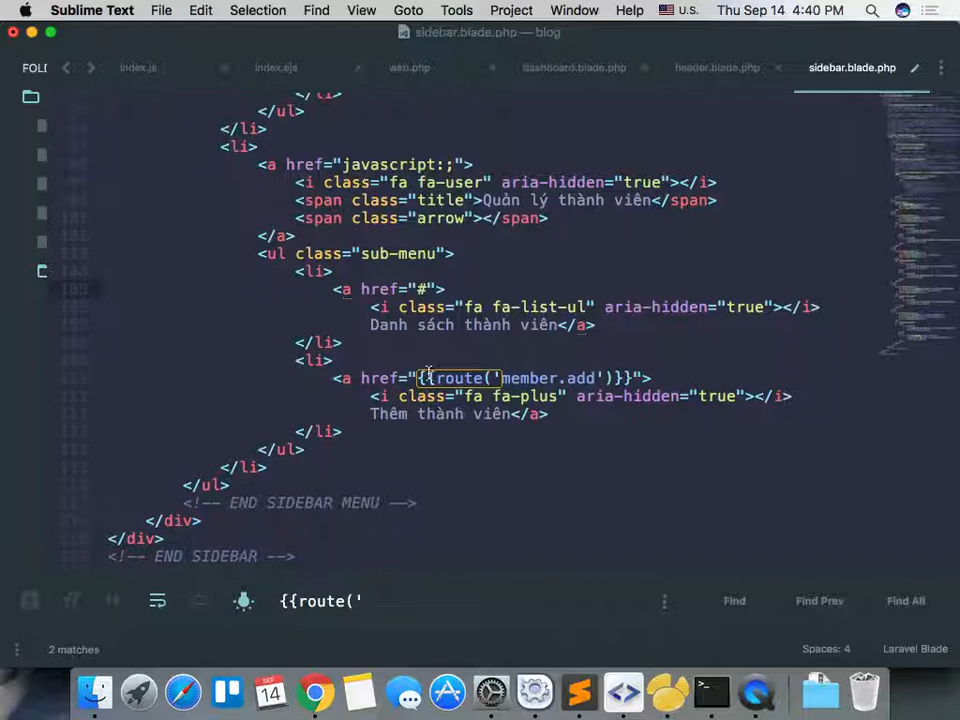 Sublime Text File Edit Selection Find View Goto Tools Project Window Help U.S. Thu Sep 14 4:40 PM
sidebar.blade.php — blog
FOL
index.js index.ejs web.php dashboard.blade.php header.blade.php sidebar.blade.php
</li>
</ul>
</li>
<li>
<a href="javascript:;">
<i class="fa fa-user" aria-hidden="true"></i>
<span class="title">Quản lý thành viên</span>
<span class="arrow"></span>
</a>
<ul class="sub-menu">
<li>
<a href="#">
<i class="fa fa-list-ul" aria-hidden="true"></i>
Danh sách thành viên</a>
</li>
<li>
<a href="{{route('member.add')}}">
<i class="fa fa-plus" aria-hidden="true"></i>
Thêm thành viên</a>
</li>
</ul>
</li>
</ul>
<!-- END SIDEBAR MENU -->
</div>
</div>
<!-- END SIDEBAR -->
{{route(' Find Find Prev Find All
2 matches Spaces: 4 Laravel Blade
SEP
14